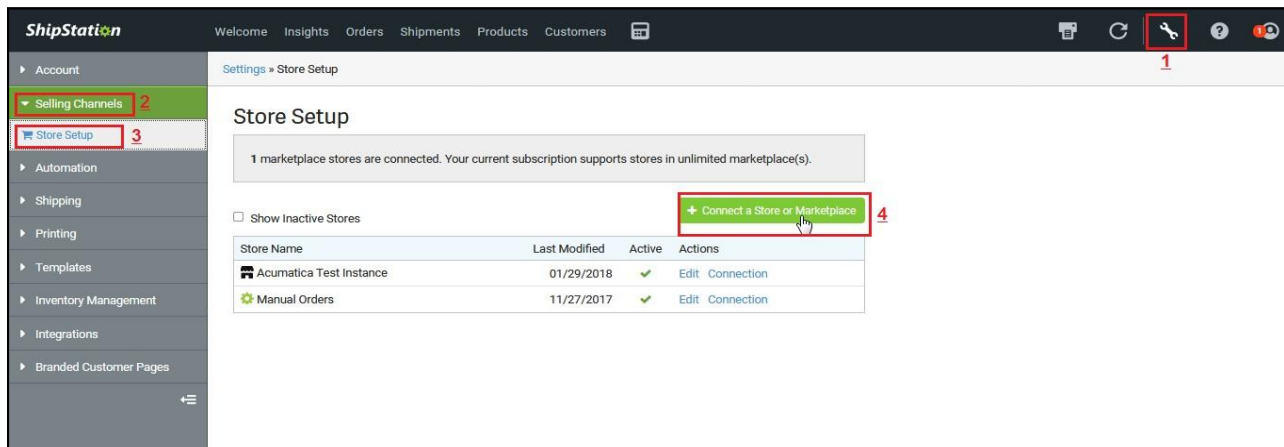 ShipStation Welcome Insights Orders Shipments Products Customers ? 1
1
Account
Settings » Store Setup
Selling Channels 2
Store Setup 3
Automation
Shipping
Printing
Templates
Inventory Management
Integrations
Branded Customer Pages
Store Setup
1 marketplace stores are connected. Your current subscription supports stores in unlimited marketplace(s).
Show Inactive Stores
+ Connect a Store or Marketplace 4
Store Name Last Modified Active Actions
Acumatica Test Instance 01/29/2018 Edit Connection
Manual Orders 11/27/2017 Edit Connection